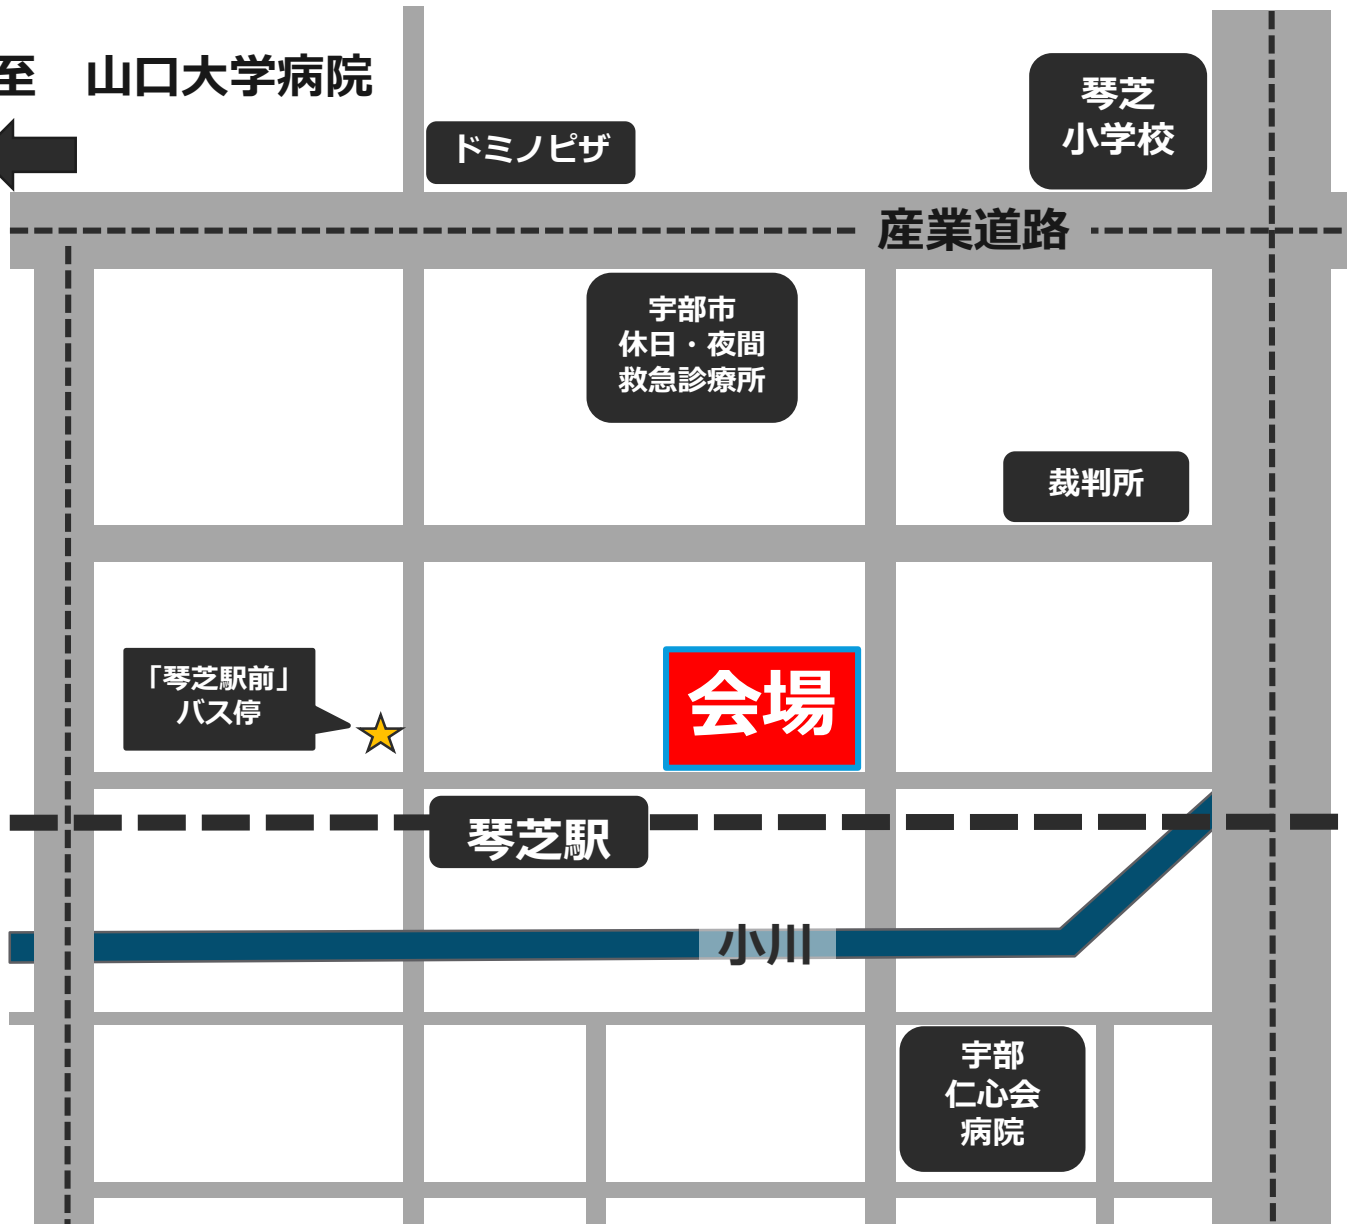 至　山口大学病院
琴芝
小学校
ドミノピザ
産業道路
宇部市
休日・夜間
救急診療所
裁判所
「琴芝駅前」
バス停
会場
琴芝駅
小川
宇部
仁心会
病院